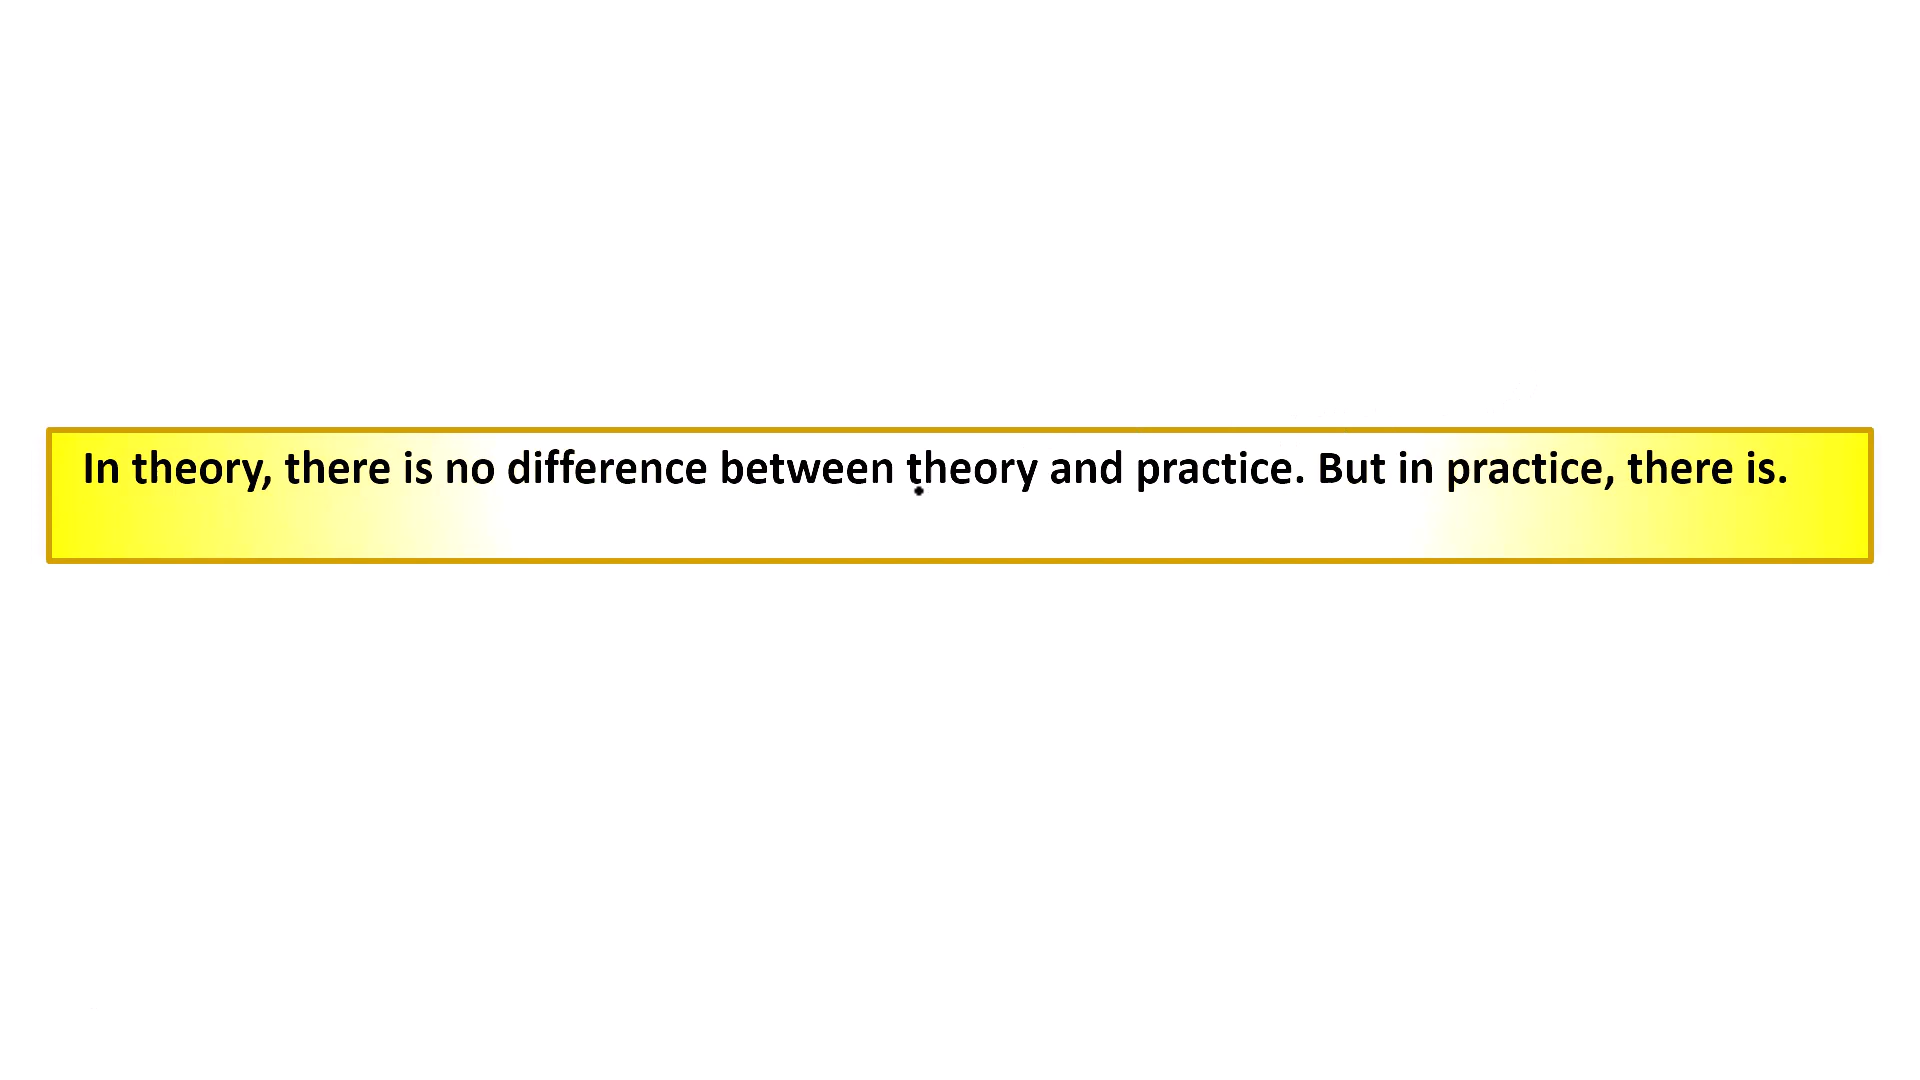 In theory, there is no difference between theory and practice. But in practice, there is.